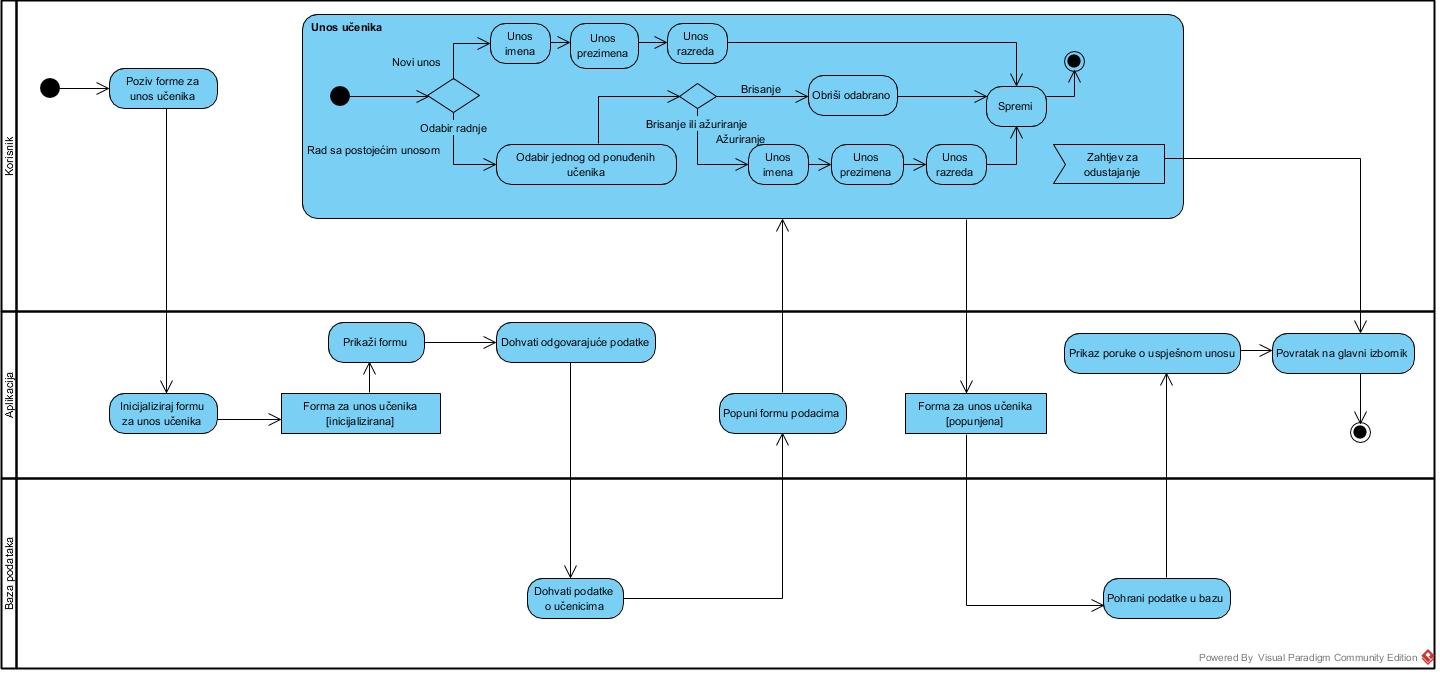 Korisnik
Poziv forme za
unos učenika
Unos učenika
Novi unos
Unos
imena
Unos
prezimena
Unos
razreda
Odabir radnje
Rad sa postojećim unosom
Odabir jednog od ponuđenih
učenika
Brisanje
Brisanje ili ažuriranje
Ažuriranje
Obriši odabrano
Unos
imena
Unos
prezimena
Unos
razreda
Spremi
Zahtjev za
odustajanje
Aplikacija
Inicijaliziraj formu
za unos učenika
Prikaži formu
Forma za unos učenika
[inicijalizirana]
Dohvati odgovarajuće podatke
Popuni formu podacima
Forma za unos učenika
[popunjena]
Prikaz poruke o uspješnom unosu
Povratak na glavni izbornik
Baza podataka
Dohvati podatke
o učenicima
Pohrani podatke u bazu
Powered By Visual Paradigm Community Edition